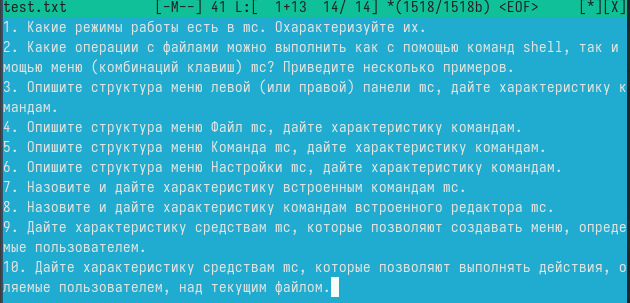 test.txt [-M--] 41 L:[ 1+13 14/ 14] *(1518/1518b) <EOF> [*][X]
1. Какие режимы работы есть в mc. Охарактеризуйте их.
2. Какие операции с файлами можно выполнить как с помощью команд shell, так и
мощью меню (комбинаций клавиш) mc? Приведите несколько примеров.
3. Опишите структура меню левой (или правой) панели mc, дайте характеристику к
мандам.
4. Опишите структура меню Файл mc, дайте характеристику командам.
5. Опишите структура меню Команда mc, дайте характеристику командам.
6. Опишите структура меню Настройки mc, дайте характеристику командам.
7. Назовите и дайте характеристику встроенным командам mc.
8. Назовите и дайте характеристику командам встроенного редактора mc.
9. Дайте характеристику средствам mc, которые позволяют создавать меню, опреде
мые пользователем.
10. Дайте характеристику средствам mc, которые позволяют выполнять действия, о
ляемые пользователем, над текущим файлом.